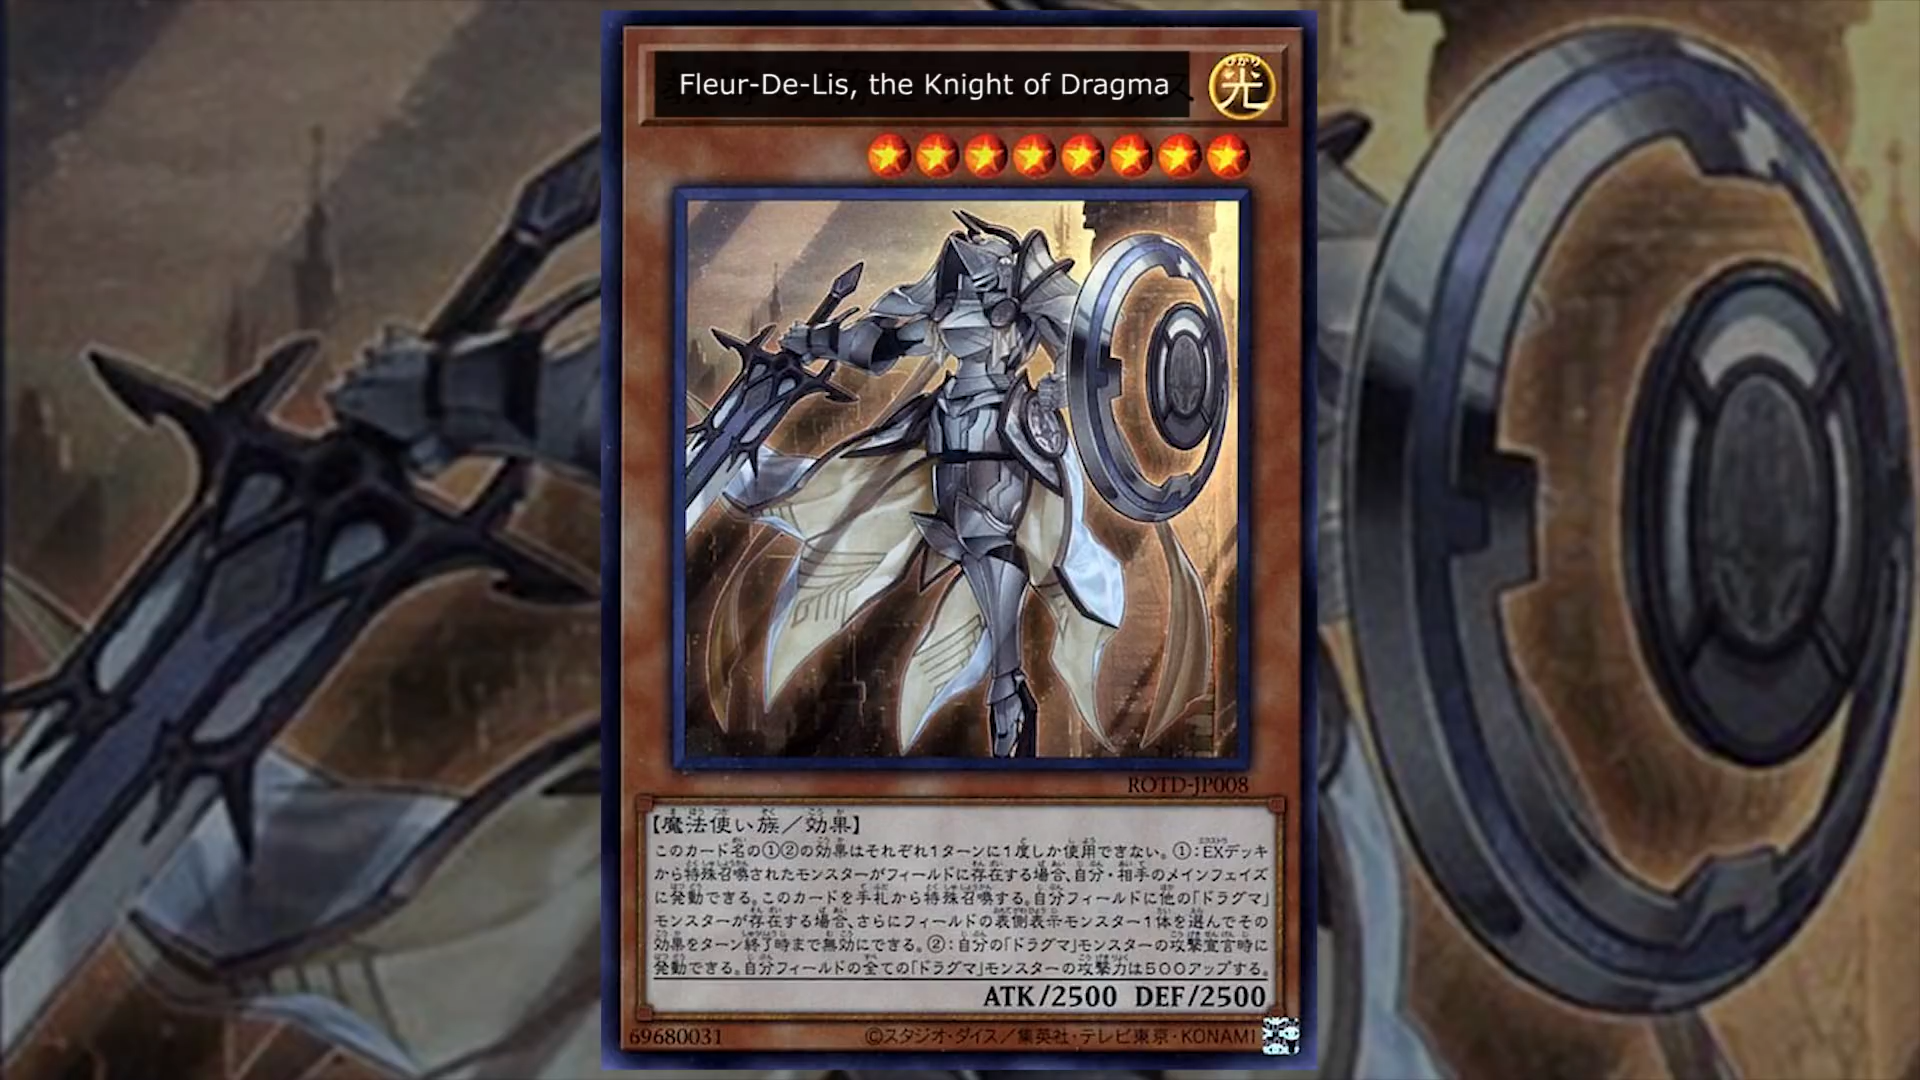 Fleur-De-Lis, the Knight of Dragma
ひかり
光
ROTD-JP008
【魔法使い族／効果】
このカード名の①②の効果はそれぞれ１ターンに１度しか使用できない。①：EXデッキ
から特殊召喚されたモンスターがフィールドに存在する場合、自分・相手のメインフェイズ
に発動できる。このカードを手札から特殊召喚する。自分フィールドに他の「ドラグマ」
モンスターが存在する場合、さらにフィールドの表側表示モンスター１体を選んでその
効果をターン終了時まで無効にできる。②：自分の「ドラグマ」モンスターの攻撃宣言時に
発動できる。自分フィールドの全ての「ドラグマ」モンスターの攻撃力は５００アップする。
ATK/2500 DEF/2500
69680031
©スタジオ・ダイス／集英社・テレビ東京・KONAMI